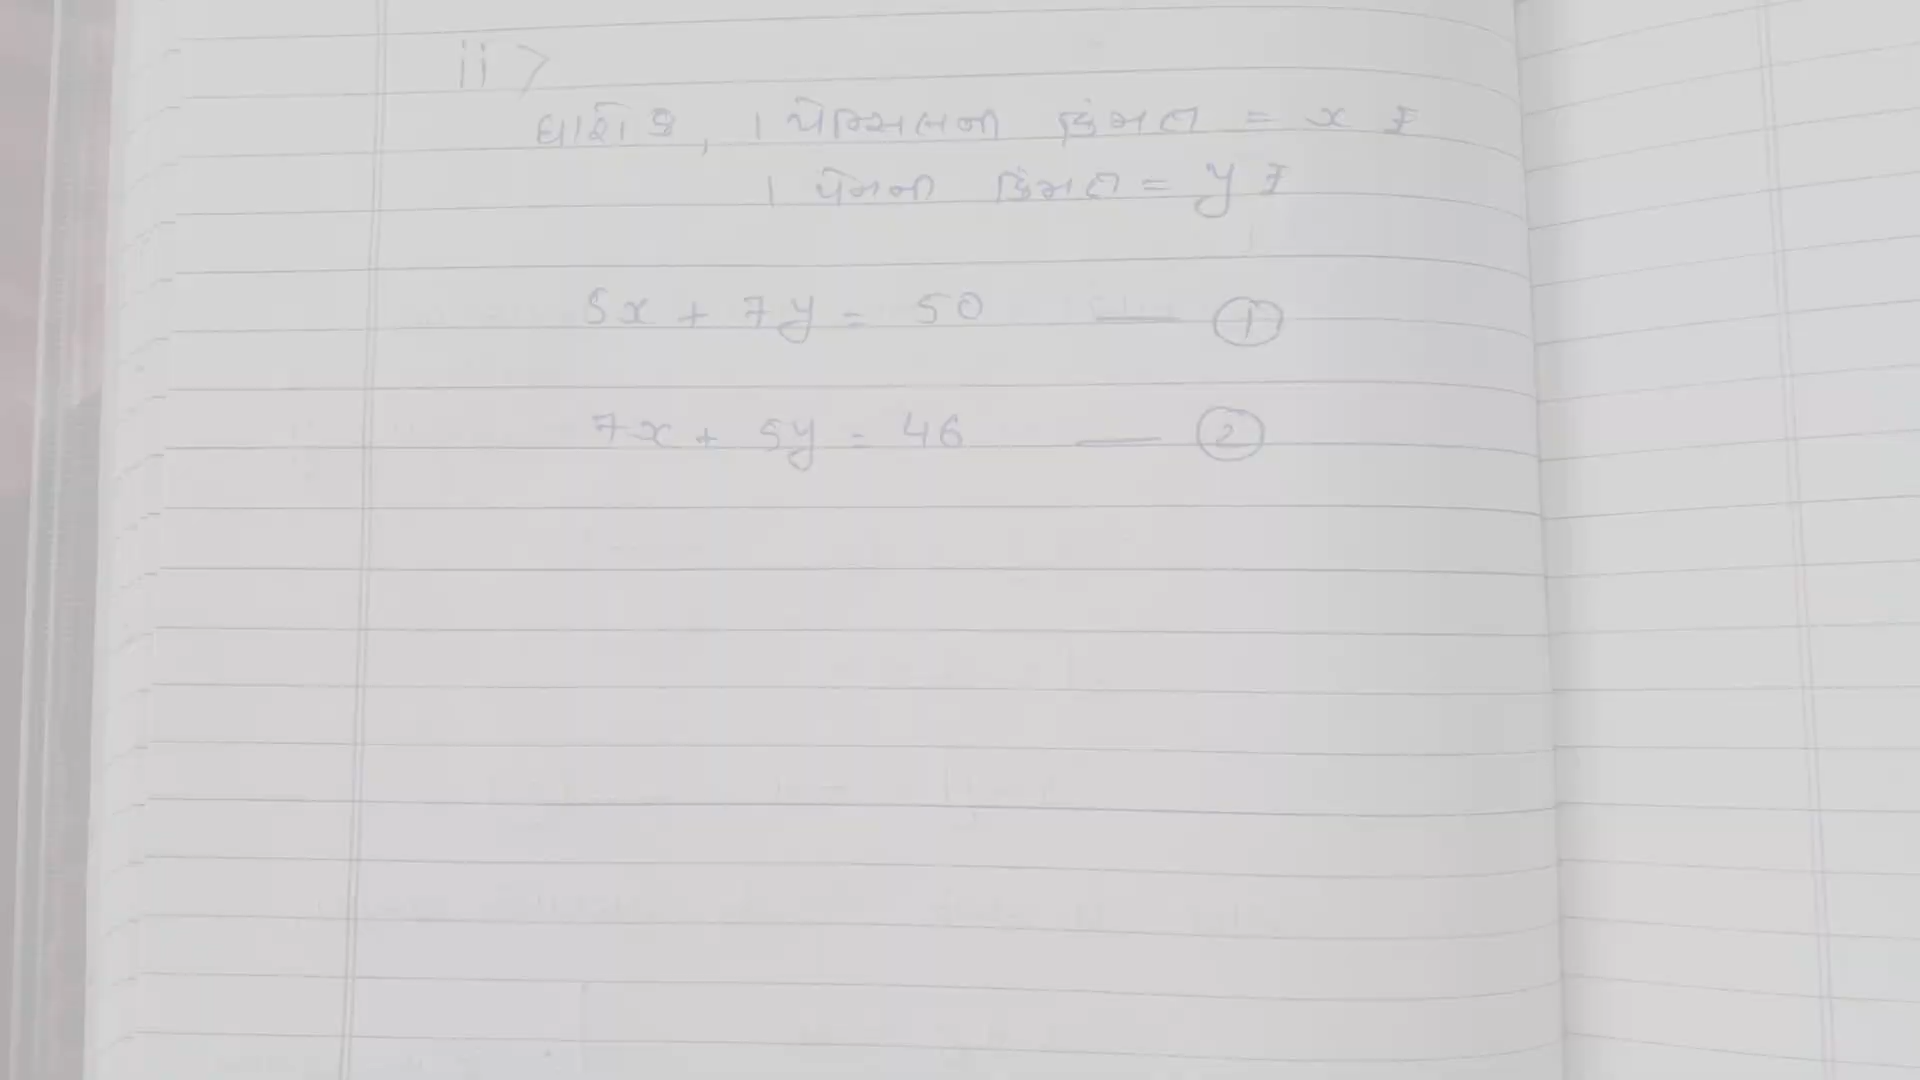 ii >
ધારો કે, 1 પેન્સિલની કિંમત = x ₹
1 પેનની કિંમત = y ₹
5x + 7y = 50 — ①
7x + 5y = 46 — ②